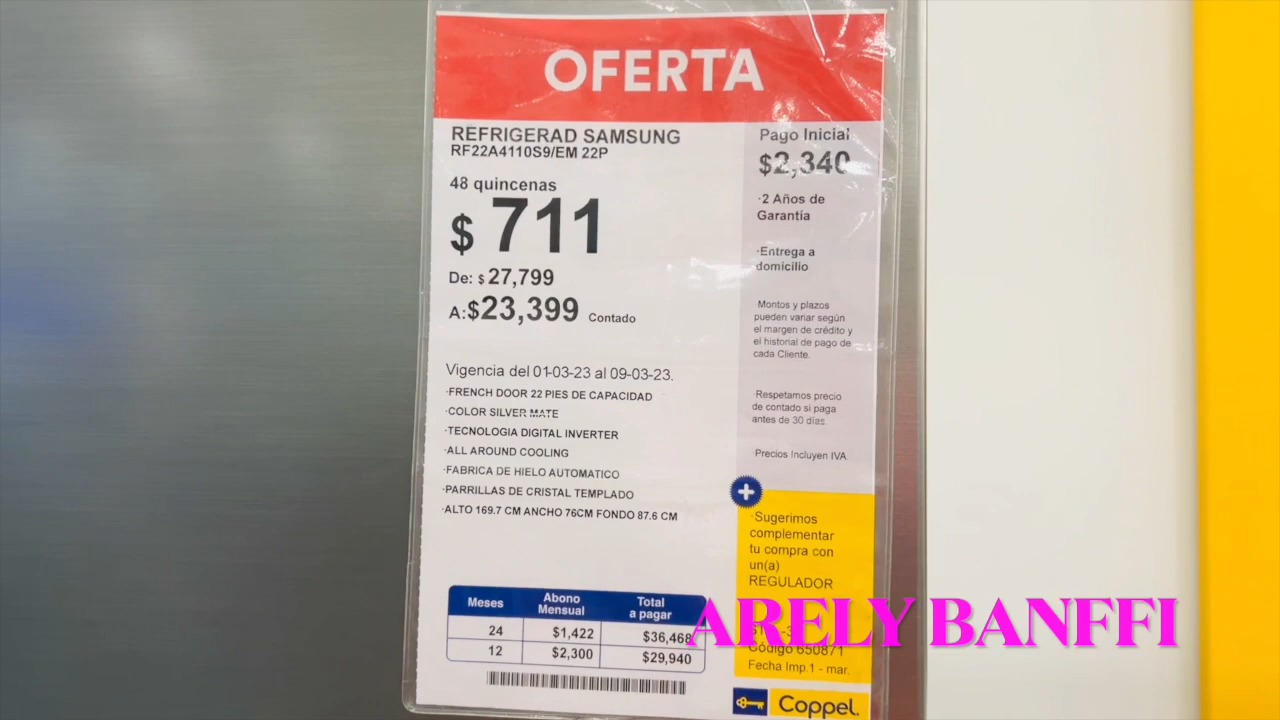 OFERTA
REFRIGERAD SAMSUNG
RF22A4110S9/EM 22P
48 quincenas
$ 711
De: $ 27,799
A:$23,399 Contado
Vigencia del 01-03-23 al 09-03-23.
·FRENCH DOOR 22 PIES DE CAPACIDAD
·COLOR SILVER MATE
·TECNOLOGIA DIGITAL INVERTER
·ALL AROUND COOLING
·FABRICA DE HIELO AUTOMATICO
·PARRILLAS DE CRISTAL TEMPLADO
·ALTO 169.7 CM ANCHO 76CM FONDO 87.6 CM
Meses Abono Mensual Total a pagar
24 $1,422 $36,468
12 $2,300 $29,940
Pago Inicial
$2,340
·2 Años de
Garantía
·Entrega a
domicilio
Montos y plazos
pueden variar según
el margen de crédito y
el historial de pago de
cada Cliente.
·Respetamos precio
de contado si paga
antes de 30 días.
·Precios Incluyen IVA.
+
·Sugerimos
complementar
tu compra con
un(a)
REGULADOR
Código 650871
Fecha Imp.1 - mar.
Coppel.
ARELY BANFFI